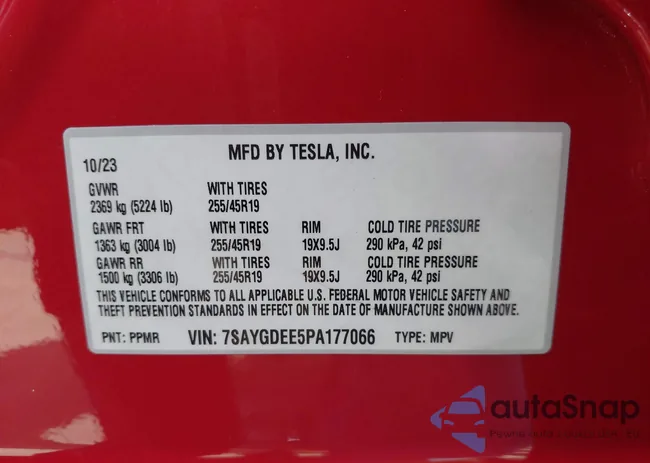 MFD BY TESLA, INC.
10/23
GVWR WITH TIRES
2369 kg (5224 lb) 255/45R19
GAWR FRT WITH TIRES RIM COLD TIRE PRESSURE
1363 kg (3004 lb) 255/45R19 19X9.5J 290 kPa, 42 psi
GAWR RR WITH TIRES RIM COLD TIRE PRESSURE
1500 kg (3306 lb) 255/45R19 19X9.5J 290 kPa, 42 psi
THIS VEHICLE CONFORMS TO ALL APPLICABLE U.S. FEDERAL MOTOR VEHICLE SAFETY AND
THEFT PREVENTION STANDARDS IN EFFECT ON THE DATE OF MANUFACTURE SHOWN ABOVE.
PNT: PPMR VIN: 7SAYGDEE5PA177066 TYPE: MPV
autaSnap